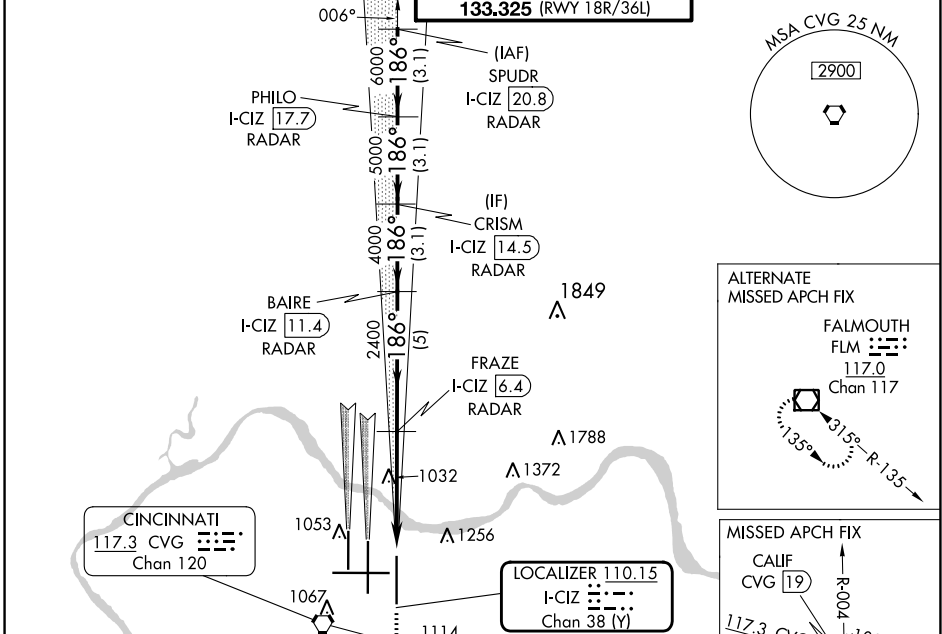 133.325 (RWY 18R/36L)
006°
6000
186°
(3.1)
(IAF)
SPUDR
I-CIZ 20.8
RADAR
MSA CVG 25 NM
2900
PHILO
I-CIZ 17.7
RADAR
5000
186°
(3.1)
(IF)
CRISM
I-CIZ 14.5
RADAR
4000
186°
(3.1)
BAIRE
I-CIZ 11.4
RADAR
2400
186°
(5)
1849
FRAZE
I-CIZ 6.4
RADAR
1788
1032
1372
1053
1256
ALTERNATE
MISSED APCH FIX
FALMOUTH
FLM
117.0
Chan 117
135°
315°
R-135
CINCINNATI
117.3 CVG
Chan 120
1067
LOCALIZER 110.15
I-CIZ
Chan 38 (Y)
1114
MISSED APCH FIX
CALIF
CVG 19
R-004
117.3